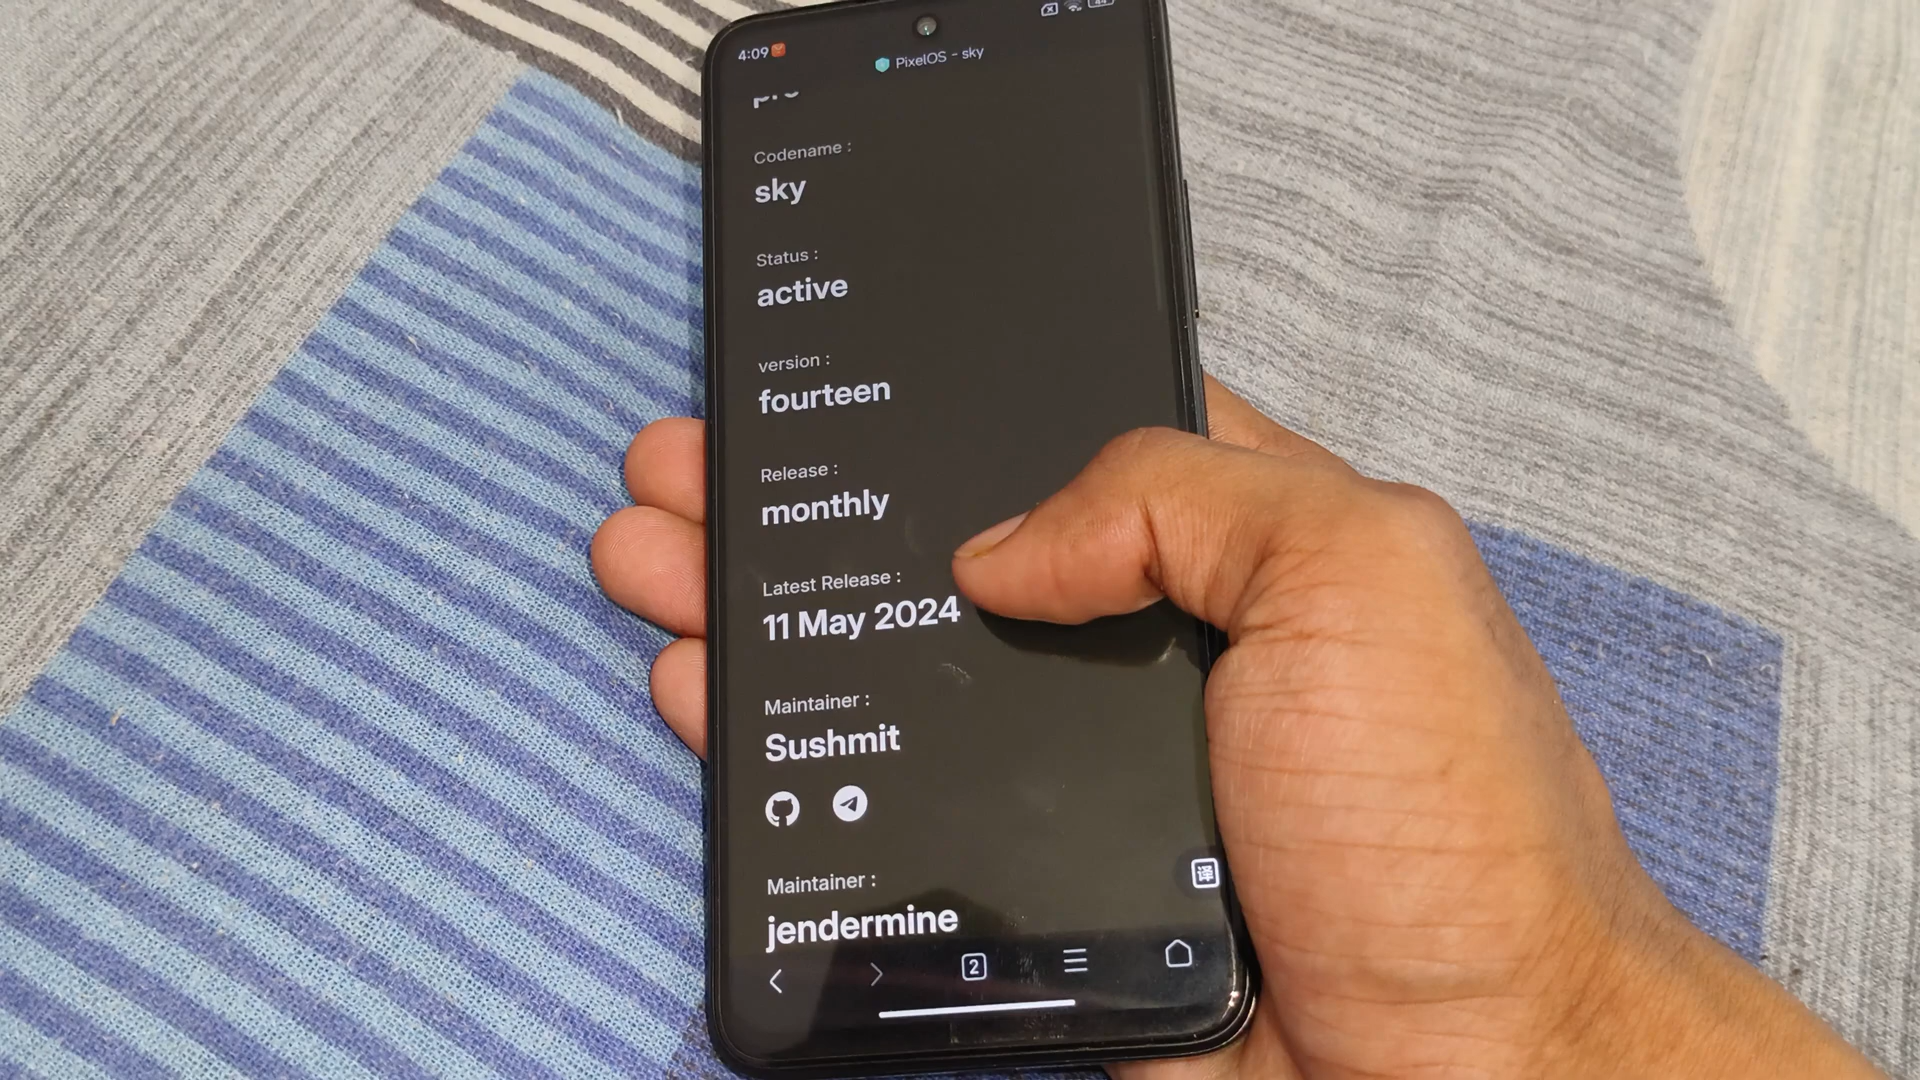 4:09
PixelOS - sky
Codename :
sky
Status :
active
version :
fourteen
Release :
monthly
Latest Release :
11 May 2024
Maintainer :
Sushmit
译
Maintainer :
jendermine
2